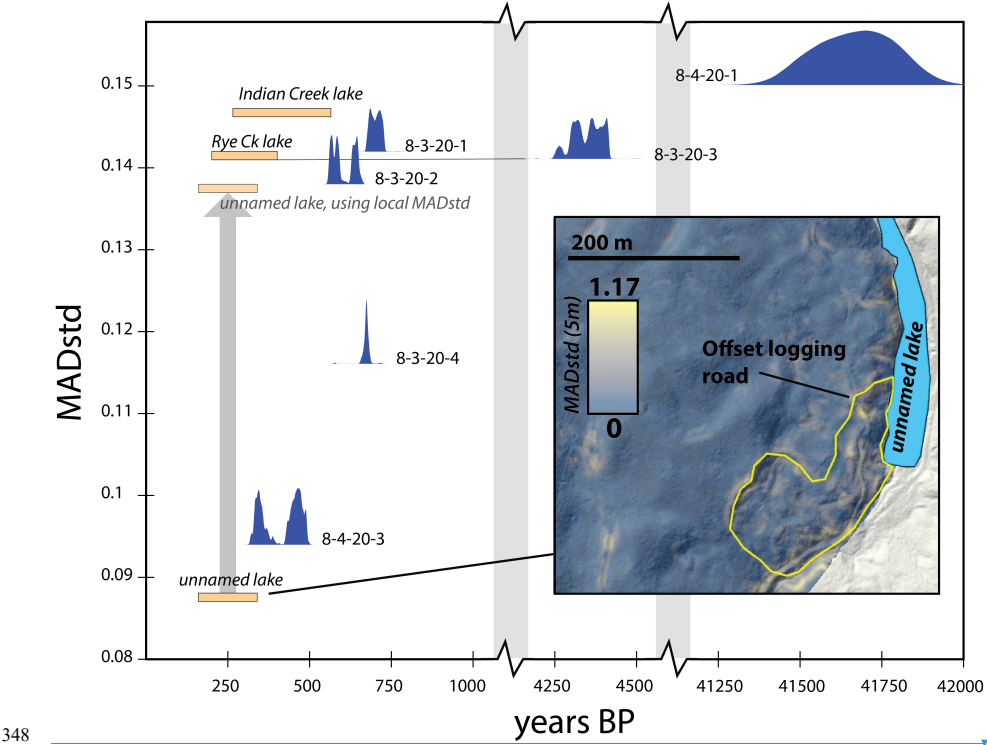 0.15
0.14
0.13
0.12
0.11
0.1
0.09
0.08
MADstd
8-4-20-1
Indian Creek lake
Rye Ck lake
8-3-20-1
8-3-20-3
8-3-20-2
unnamed lake, using local MADstd
8-3-20-4
8-4-20-3
unnamed lake
200 m
1.17
MADstd (5m)
0
Offset logging
road
unnamed lake
250
500
750
1000
4250
4500
41250
41500
41750
42000
years BP
348